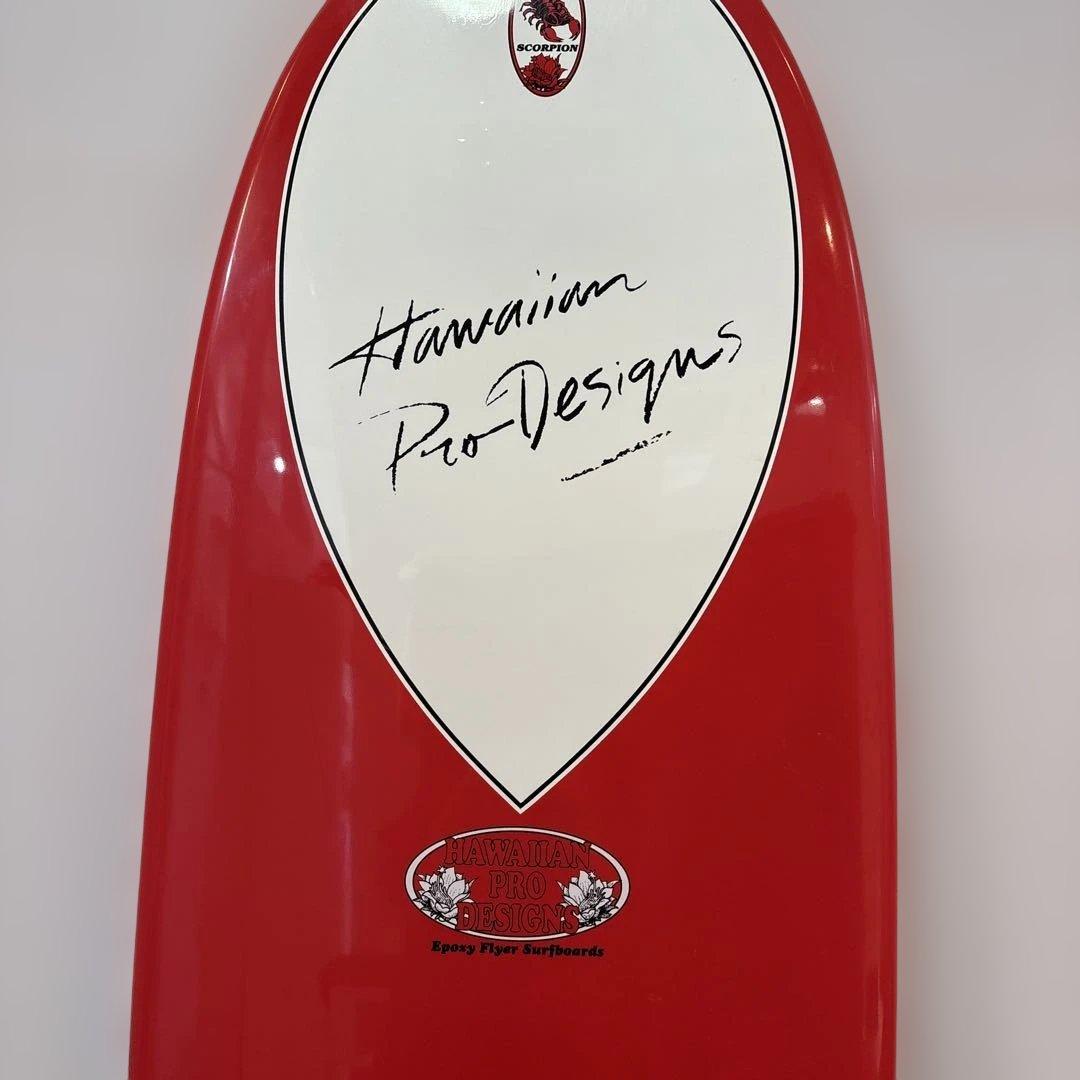 SCORPION
Hawaiian
Pro-Designs
HAWAIIAN
PRO
DESIGNS
Epoxy Flyer Surfboards